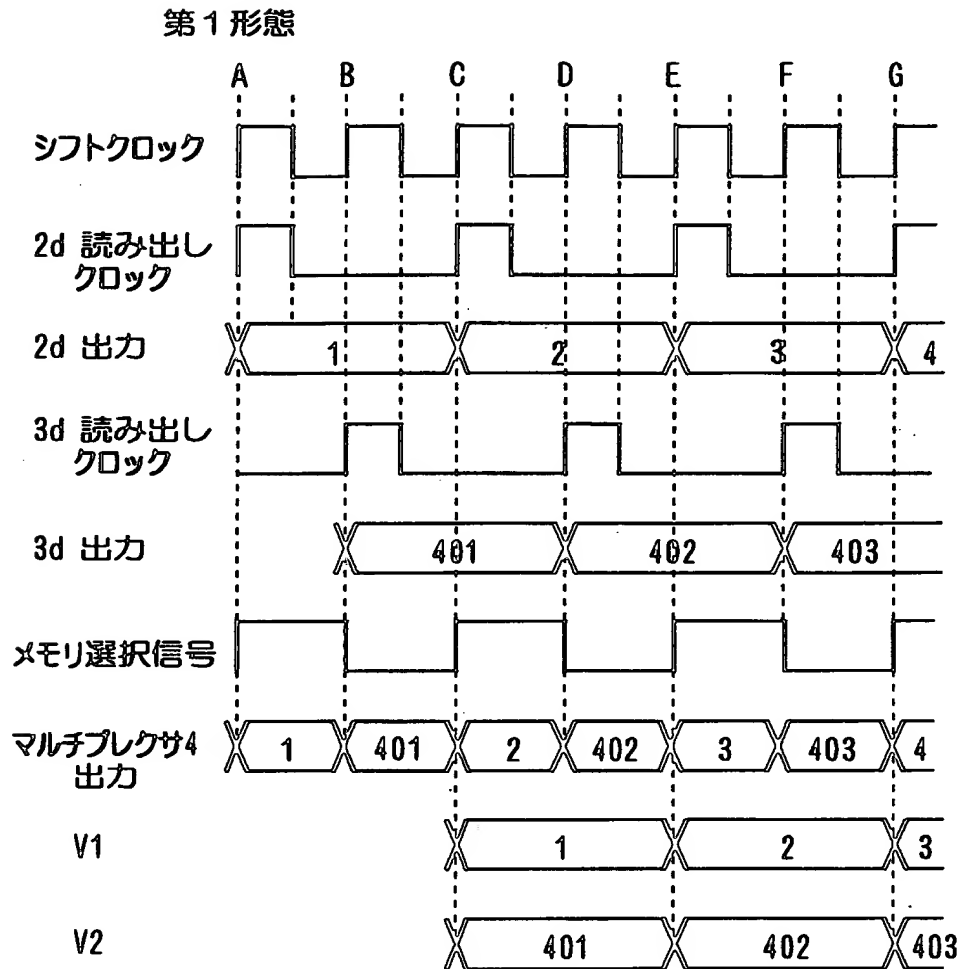 第1形態
A B C D E F G
シフトクロック
2d 読み出し
クロック
2d 出力
1 2 3 4
3d 読み出し
クロック
3d 出力
401 402 403
メモリ選択信号
マルチプレクサ4
出力
1 401 2 402 3 403 4
V1
1 2 3
V2
401 402 403